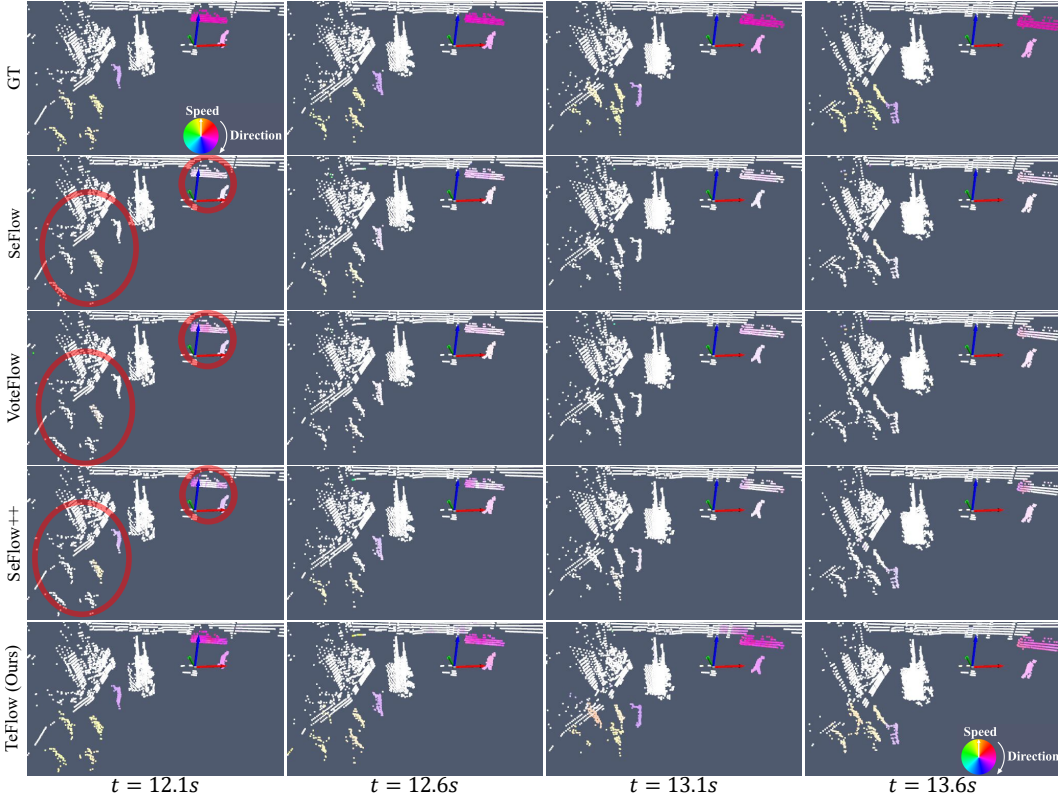 GT
Speed
Direction
SeFlow
VoteFlow
SeFlow++
TeFlow (Ours)
Speed
Direction
t = 12.1s
t = 12.6s
t = 13.1s
t = 13.6s